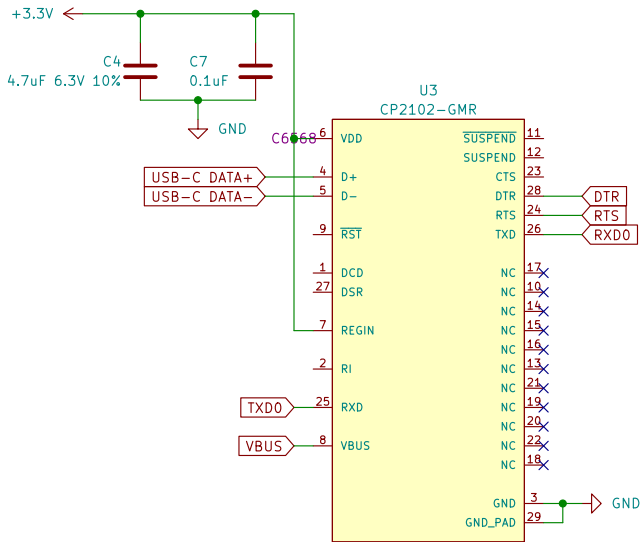 +3.3V
C4
4.7uF 6.3V 10%
C7
0.1uF
GND
U3
CP2102-GMR
C6568
6 VDD
SUSPEND 11
SUSPEND 12
USB-C DATA+ 4 D+
CTS 23
USB-C DATA- 5 D-
DTR 28 DTR
RTS 24 RTS
9 RST
TXD 26 RXD0
1 DCD
NC 17
27 DSR
NC 10
NC 14
7 REGIN
NC 15
NC 16
2 RI
NC 13
NC 21
TXD0 25 RXD
NC 19
NC 20
VBUS 8 VBUS
NC 22
NC 18
GND 3 GND
GND_PAD 29